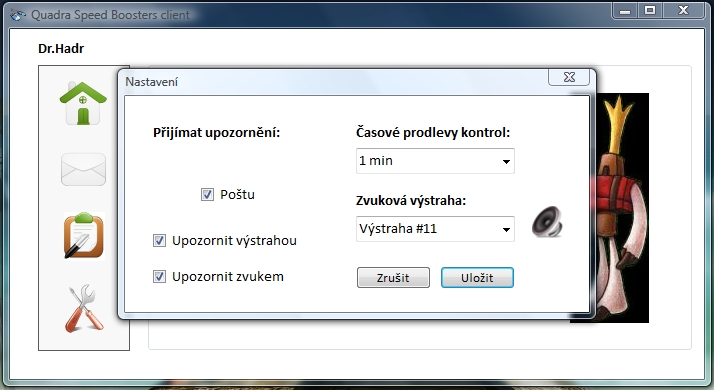 Quadra Speed Boosters client
Dr.Hadr
Nastavení
Přijímat upozornění:
Poštu
Upozornit výstrahou
Upozornit zvukem
Časové prodlevy kontrol:
1 min
Zvuková výstraha:
Výstraha #11
Zrušit
Uložit